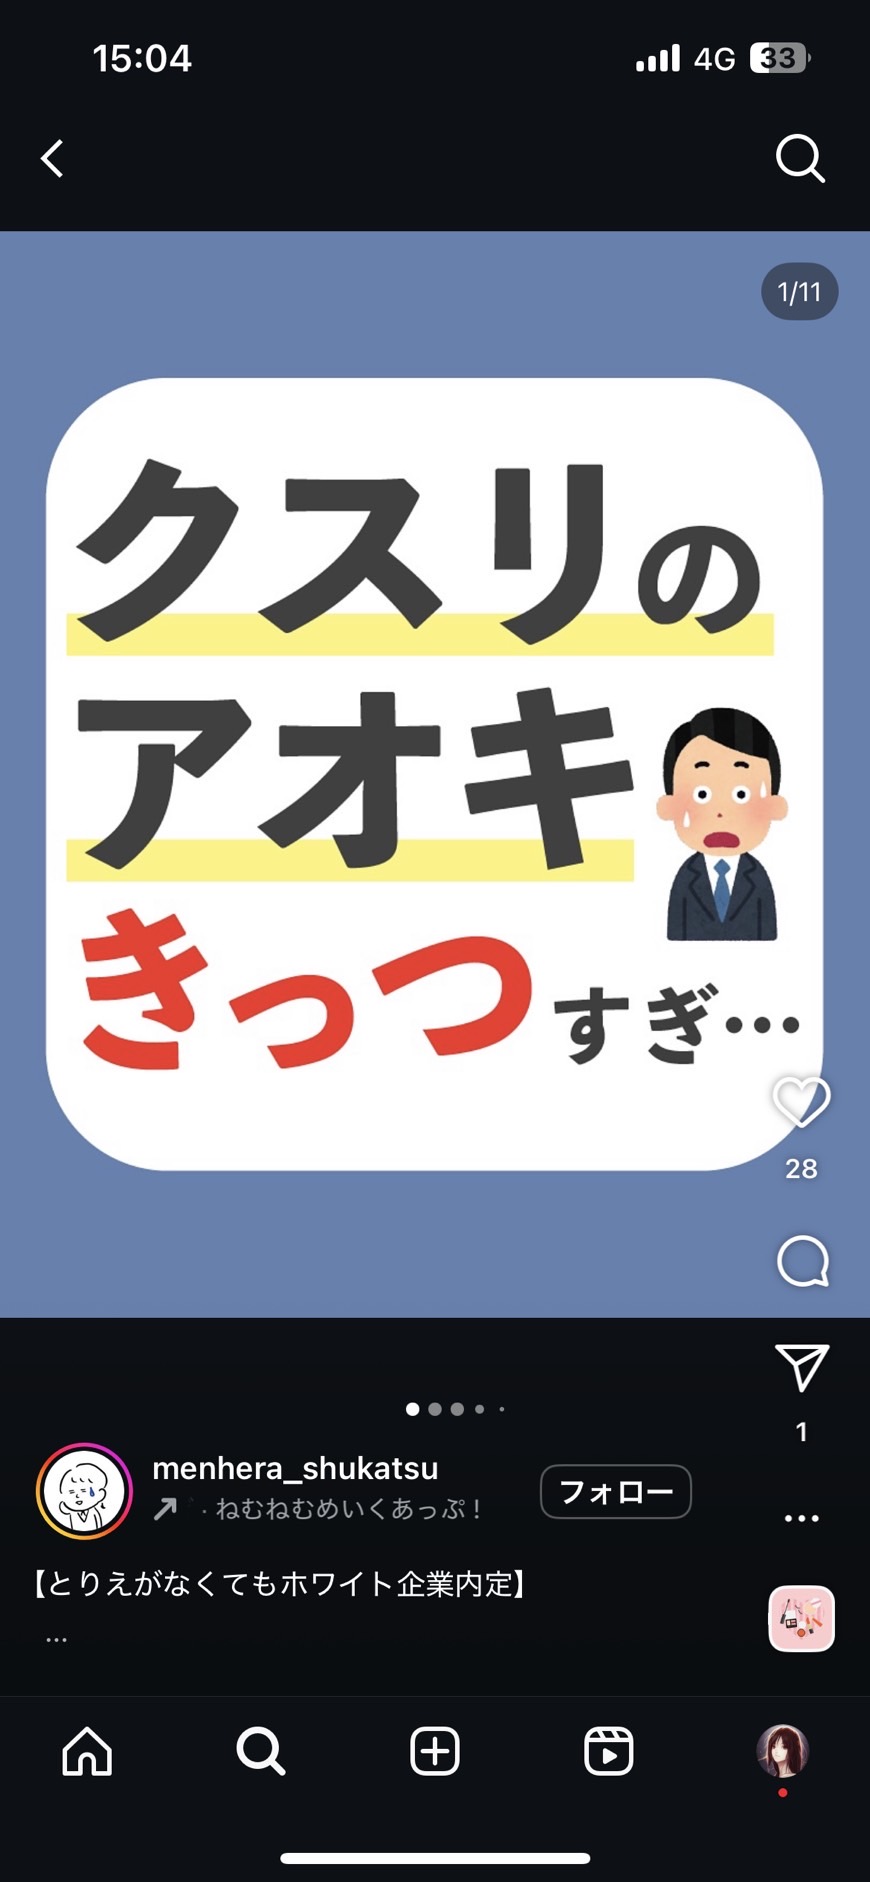 15:04
4G
33
1/11
クスリの
アオキ
きっつすぎ…
28
1
menhera_shukatsu
· ねむねむめいくあっぷ！
フォロー
【とりえがなくてもホワイト企業内定】
...